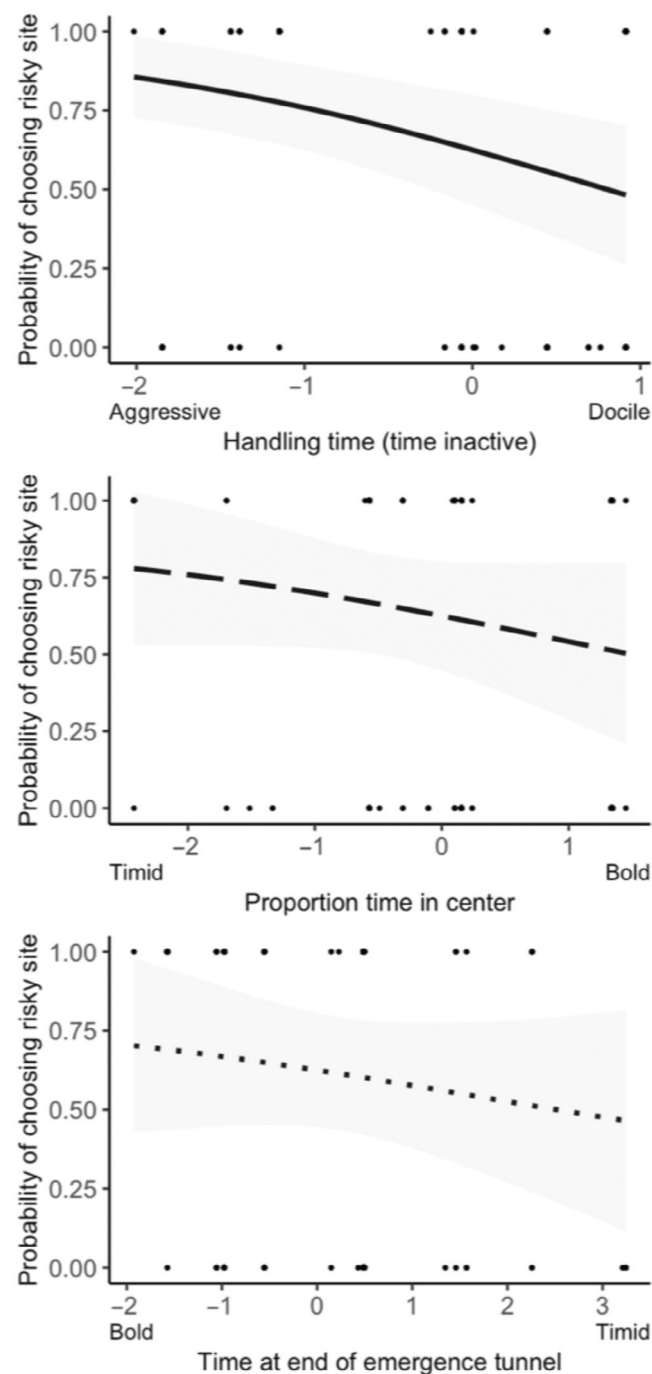 Probability of choosing risky site
1.00
0.75
0.50
0.25
0.00
−2 −1 0 1
Aggressive Docile
Handling time (time inactive)
Probability of choosing risky site
1.00
0.75
0.50
0.25
0.00
−2 −1 0 1
Timid Bold
Proportion time in center
Probability of choosing risky site
1.00
0.75
0.50
0.25
0.00
−2 −1 0 1 2 3
Bold Timid
Time at end of emergence tunnel